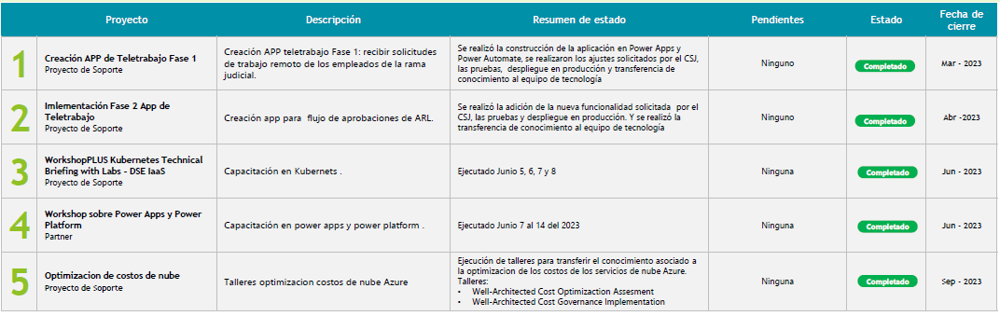 Proyecto
Descripción
Resumen de estado
Pendientes
Estado
Fecha de
cierre
1
Creación APP de Teletrabajo Fase 1
Proyecto de Soporte
Creación APP teletrabajo Fase 1: recibir solicitudes
de trabajo remoto de los empleados de la rama
judicial.
Se realizó la construcción de la aplicación en Power Apps y
Power Automate, se realizaron los ajustes solicitados por el CSJ,
las pruebas, despliegue en producción y transferencia de
conocimiento al equipo de tecnología
Ninguno
Completado
Mar - 2023
2
Imlementación Fase 2 App de
Teletrabajo
Proyecto de Soporte
Creación app para flujo de aprobaciones de ARL.
Se realizó la adición de la nueva funcionalidad solicitada por el
CSJ, las pruebas y despliegue en producción. Y se realizó la
transferencia de conocimiento al equipo de tecnología
Ninguno
Completado
Abr -2023
3
WorkshopPLUS Kubernetes Technical
Briefing with Labs - DSE IaaS
Proyecto de Soporte
Capacitación en Kubernets .
Ejecutado Junio 5, 6, 7 y 8
Ninguna
Completado
Jun - 2023
4
Workshop sobre Power Apps y Power
Platform
Partner
Capacitación en power apps y power platform .
Ejecutado Junio 7 al 14 del 2023
Ninguna
Completado
Jun - 2023
5
Optimizacion de costos de nube
Proyecto de Soporte
Talleres optimizacion costos de nube Azure
Ejecución de talleres para transferir el conocimiento asociado a
la optimizacion de los costos de los servicios de nube Azure.
Talleres:
• Well-Architected Cost Optimizaction Assesment
• Well-Architected Cost Governance Implementation
Ninguna
Completado
Sep - 2023